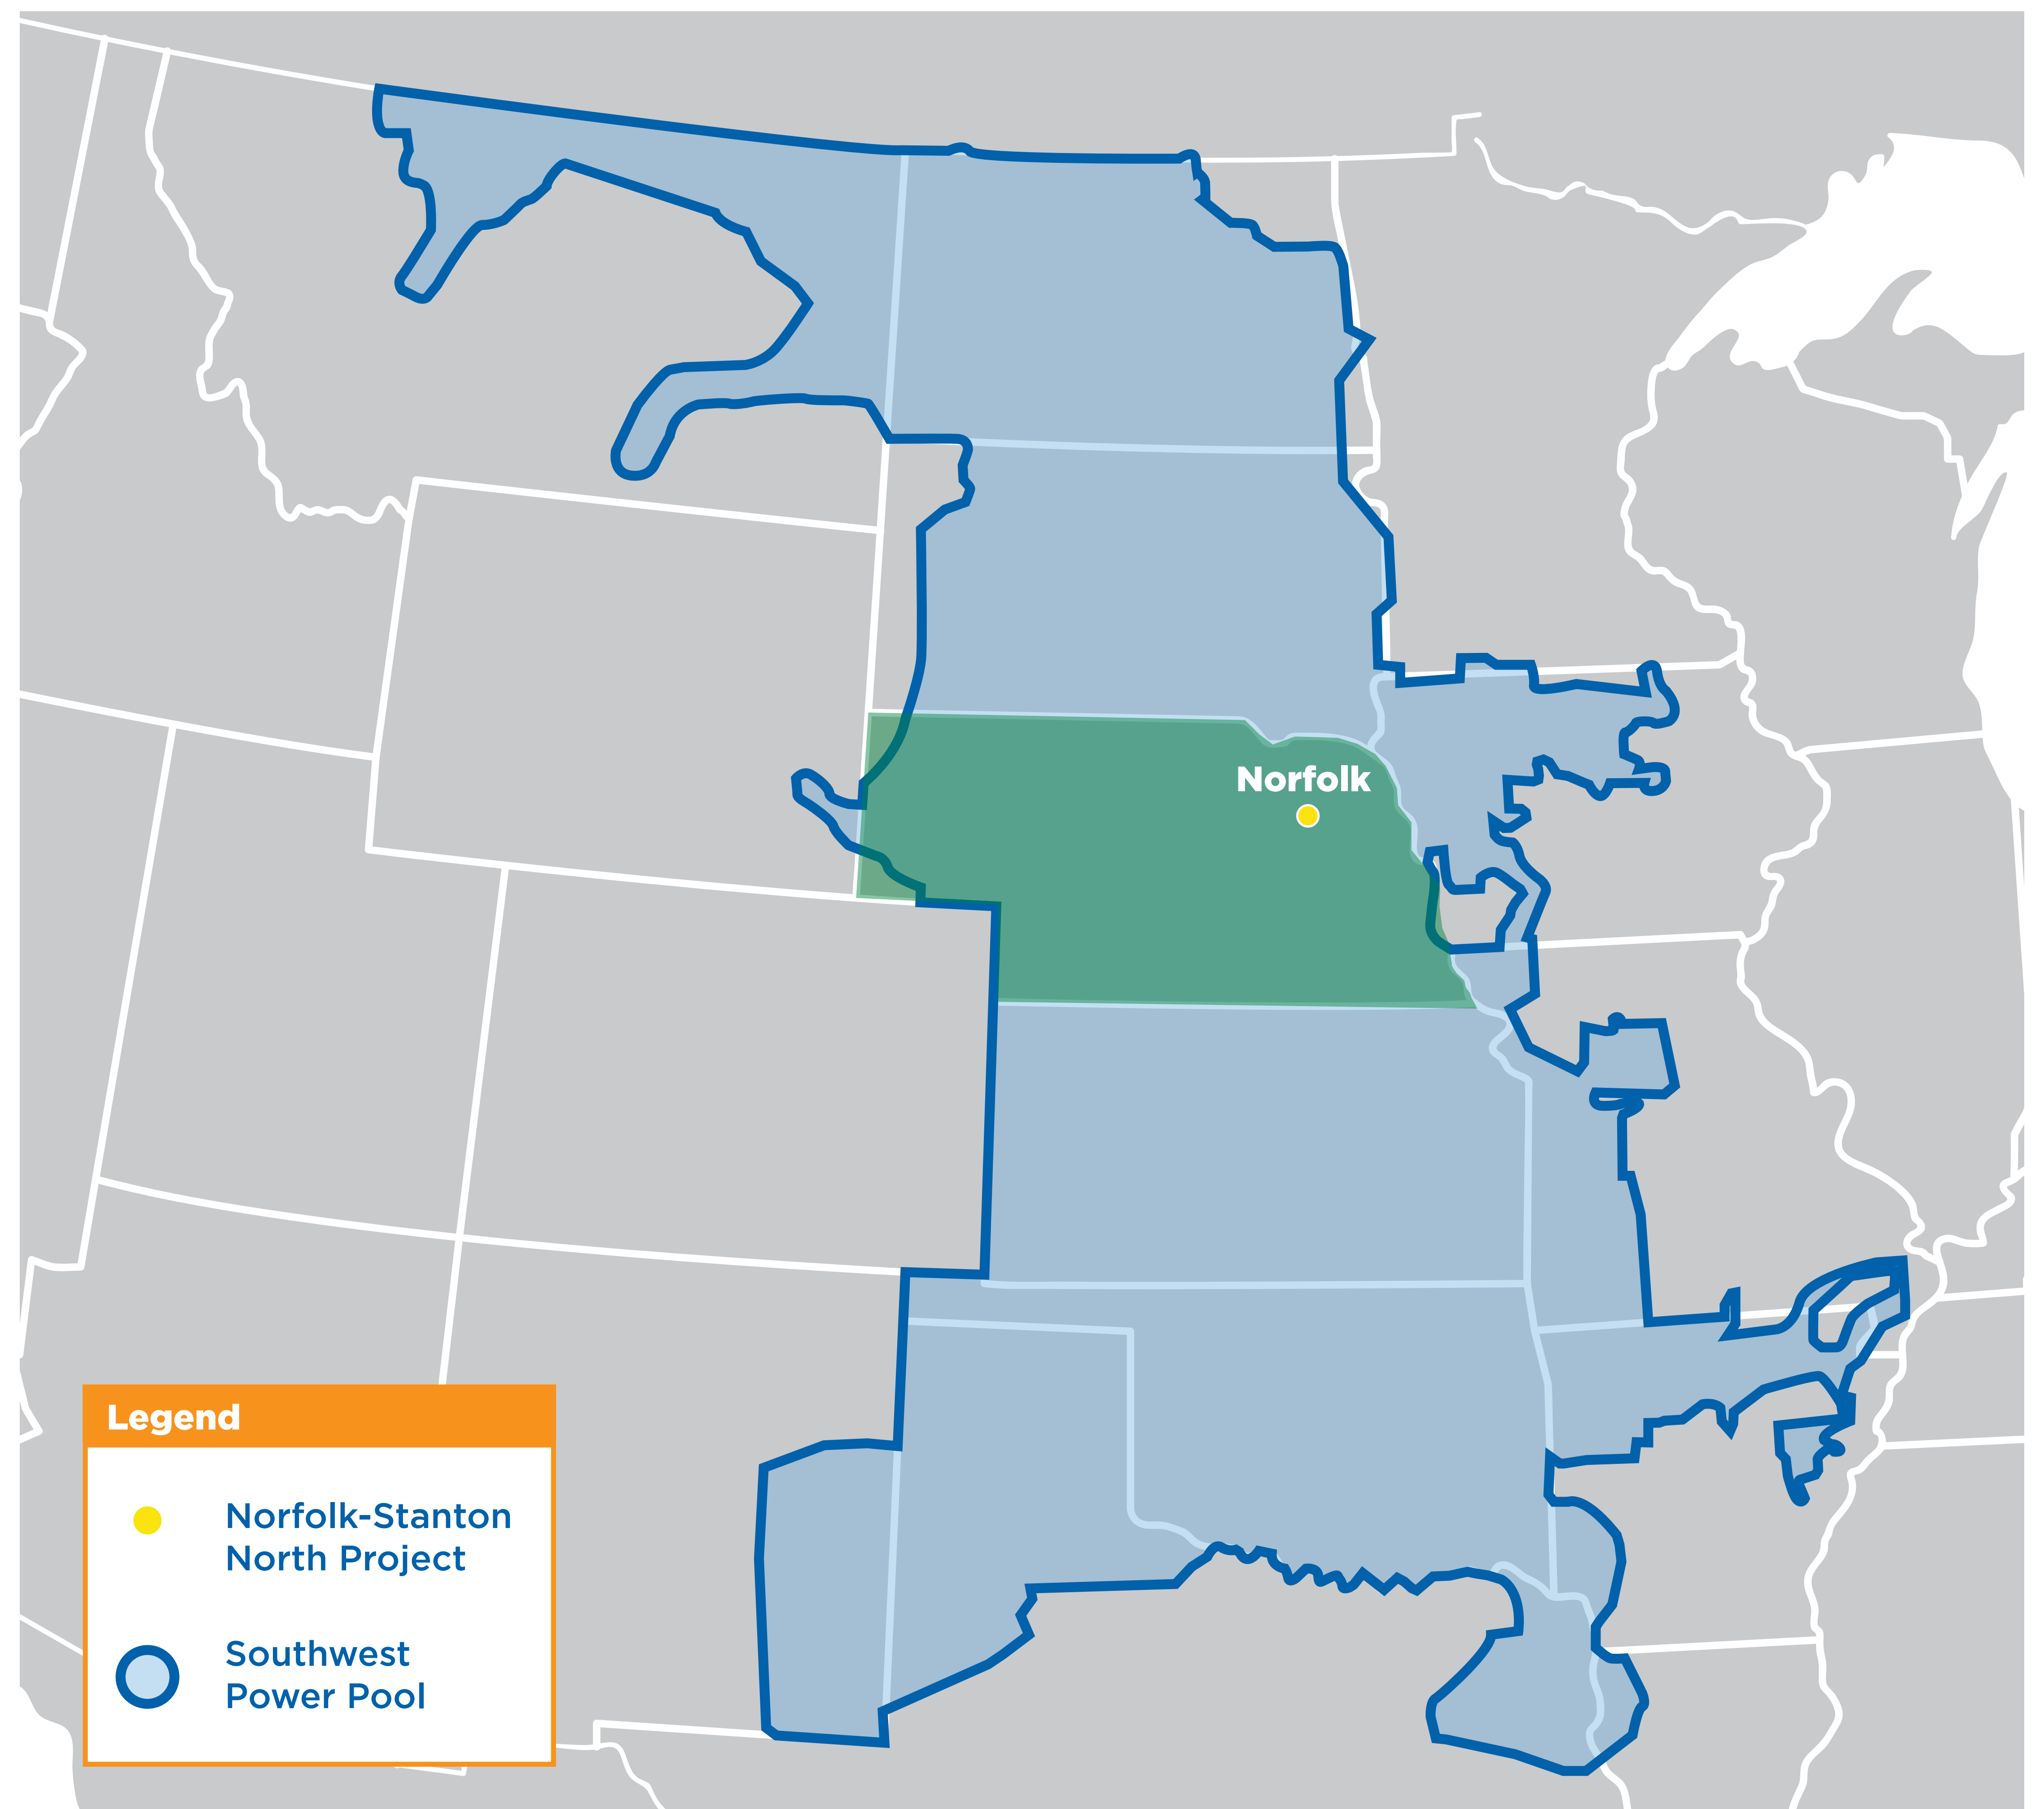 Norfolk
Legend
Norfolk-Stanton
North Project
Southwest
Power Pool